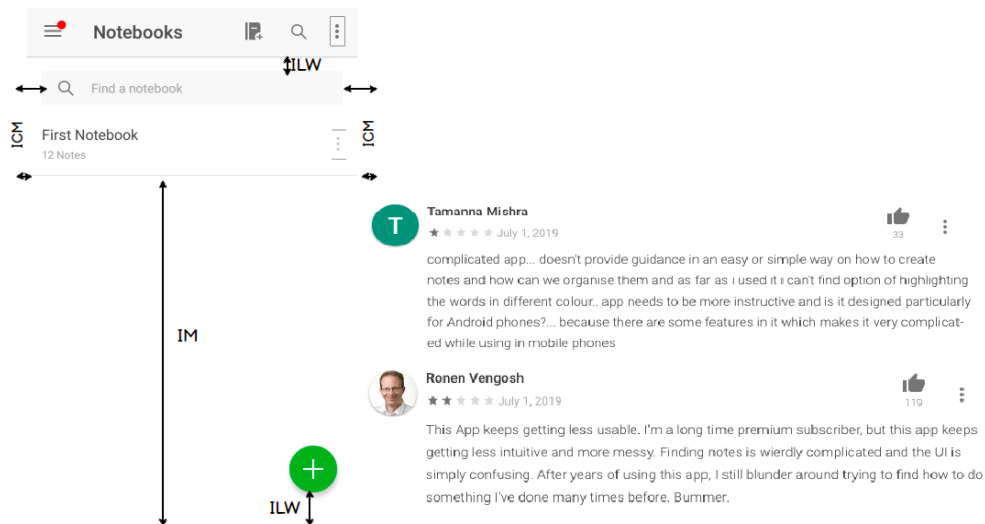 Notebooks
ILW
Find a notebook
ICM
ICM
First Notebook
12 Notes
IM
ILW
T
Tamanna Mishra
July 1, 2019
33
complicated app... doesn't provide guidance in an easy or simple way on how to create
notes and how can we organise them and as far as i used it i can't find option of highlighting
the words in different colour.. app needs to be more instructive and is it designed particularly
for Android phones?... because there are some features in it which makes it very complicat-
ed while using in mobile phones
Ronen Vengosh
July 1, 2019
119
This App keeps getting less usable. I'm a long time premium subscriber, but this app keeps
getting less intuitive and more messy. Finding notes is wierdly complicated and the UI is
simply confusing. After years of using this app, I still blunder around trying to find how to do
something I've done many times before. Bummer.